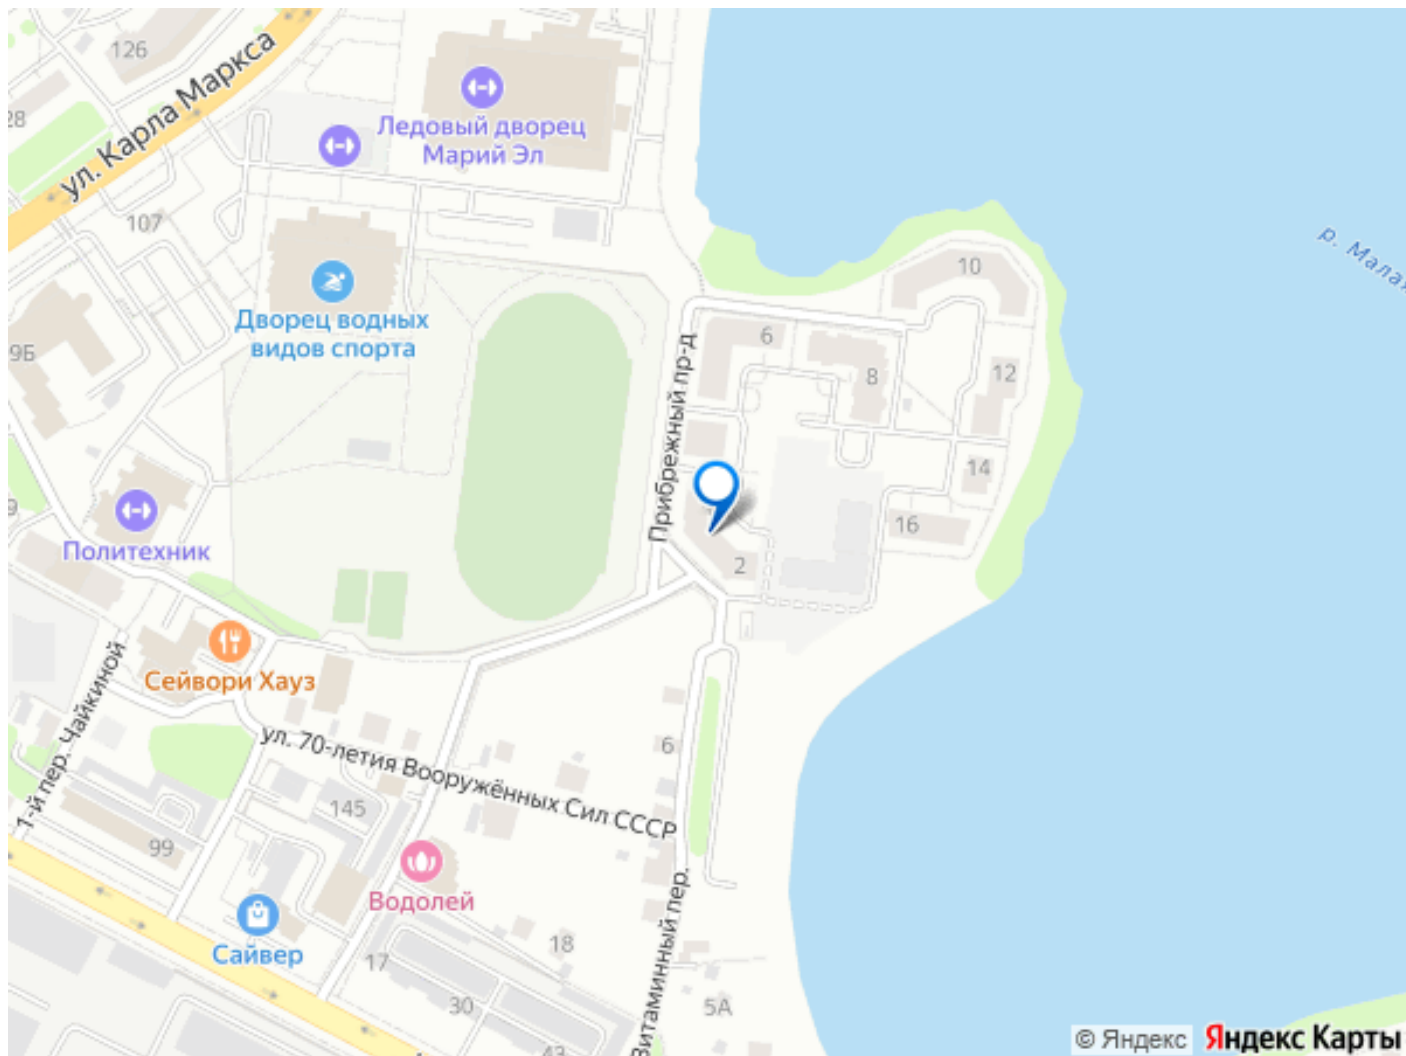 126
ул. Карла Маркса
28
Ледовый дворец
Марий Эл
107
р. Малая
10
Дворец водных
видов спорта
9Б
6
8
12
Прибрежный пр-д
14
16
9
Политехник
2
Сейвори Хауз
1-й пер. Чайкиной
ул. 70-летия Вооружённых Сил СССР
6
145
99
Водолей
Витаминный пер.
Сайвер
17
18
30
5А
43
© Яндекс Яндекс Карты